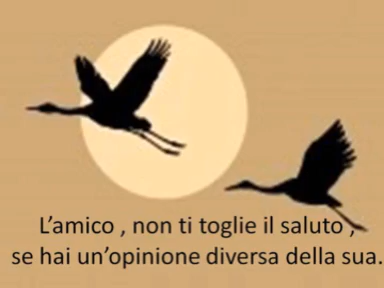 L’amico , non ti toglie il saluto ,
se hai un’opinione diversa della sua.